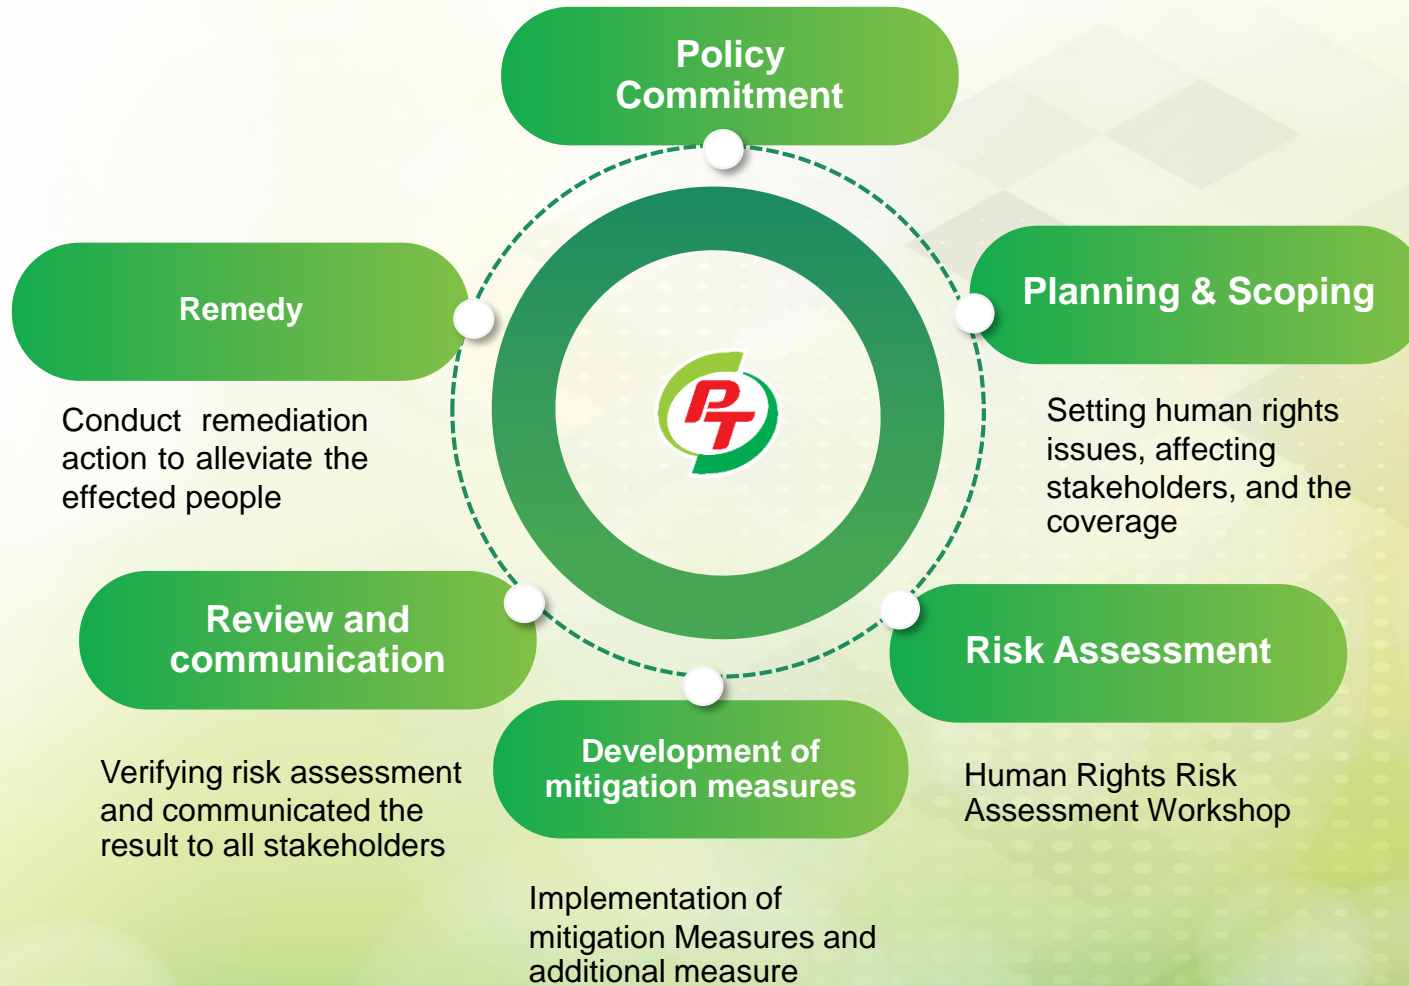 Policy
Commitment
Planning & Scoping
Setting human rights
issues, affecting
stakeholders, and the
coverage
Risk Assessment
Human Rights Risk
Assessment Workshop
Development of
mitigation measures
Implementation of
mitigation Measures and
additional measure
Review and
communication
Verifying risk assessment
and communicated the
result to all stakeholders
Remedy
Conduct remediation
action to alleviate the
effected people
PT